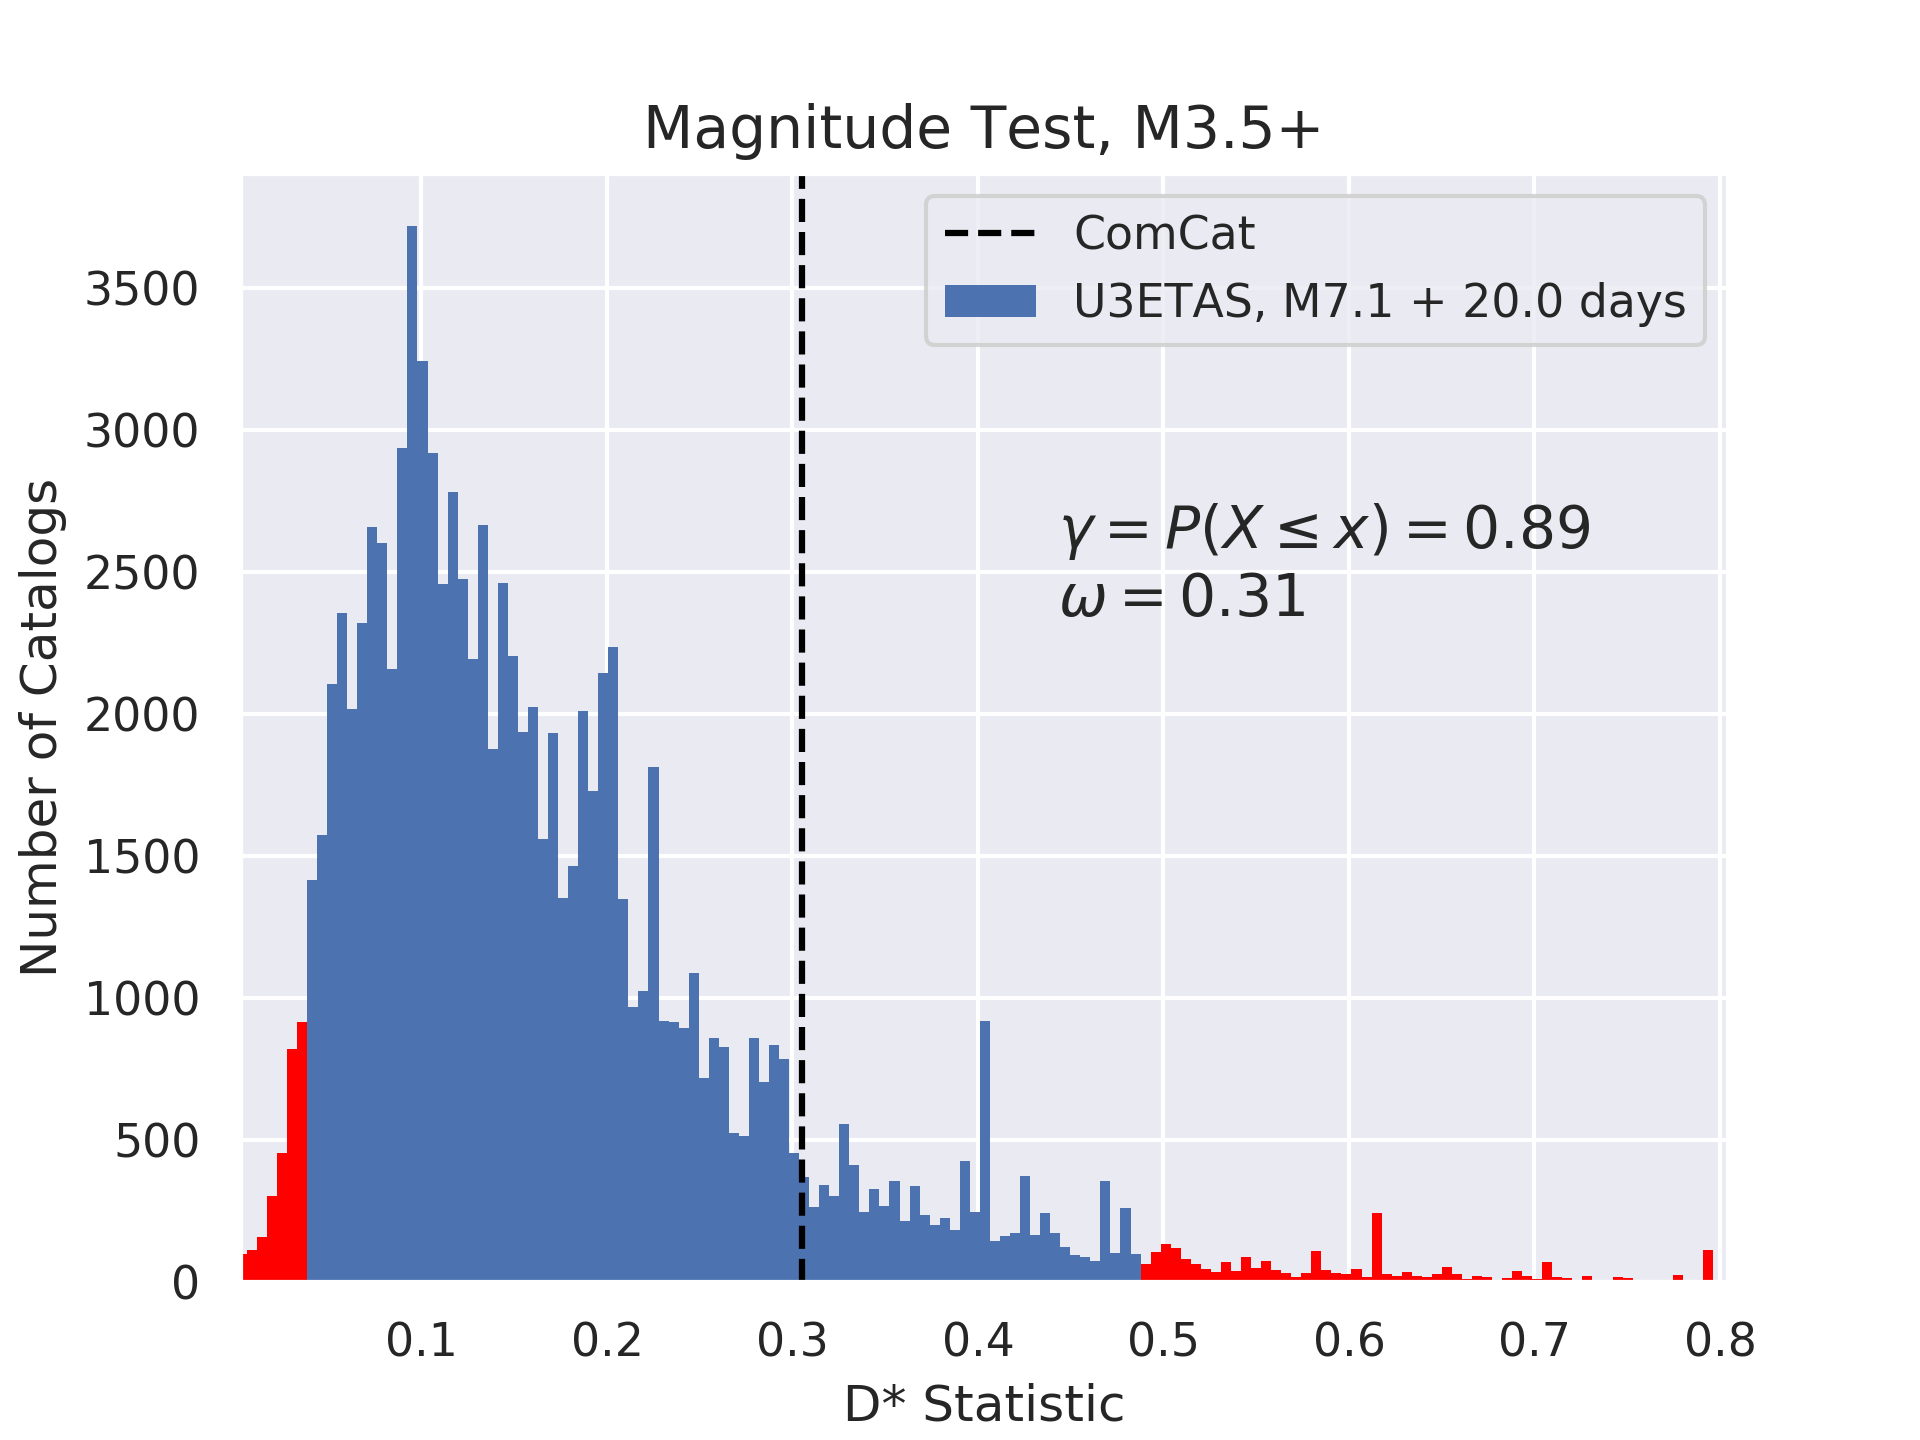 Magnitude Test, M3.5+
ComCat
U3ETAS, M7.1 + 20.0 days
γ = P(X ≤ x) = 0.89
ω = 0.31
Number of Catalogs
3500
3000
2500
2000
1500
1000
500
0
0.1 0.2 0.3 0.4 0.5 0.6 0.7 0.8
D* Statistic